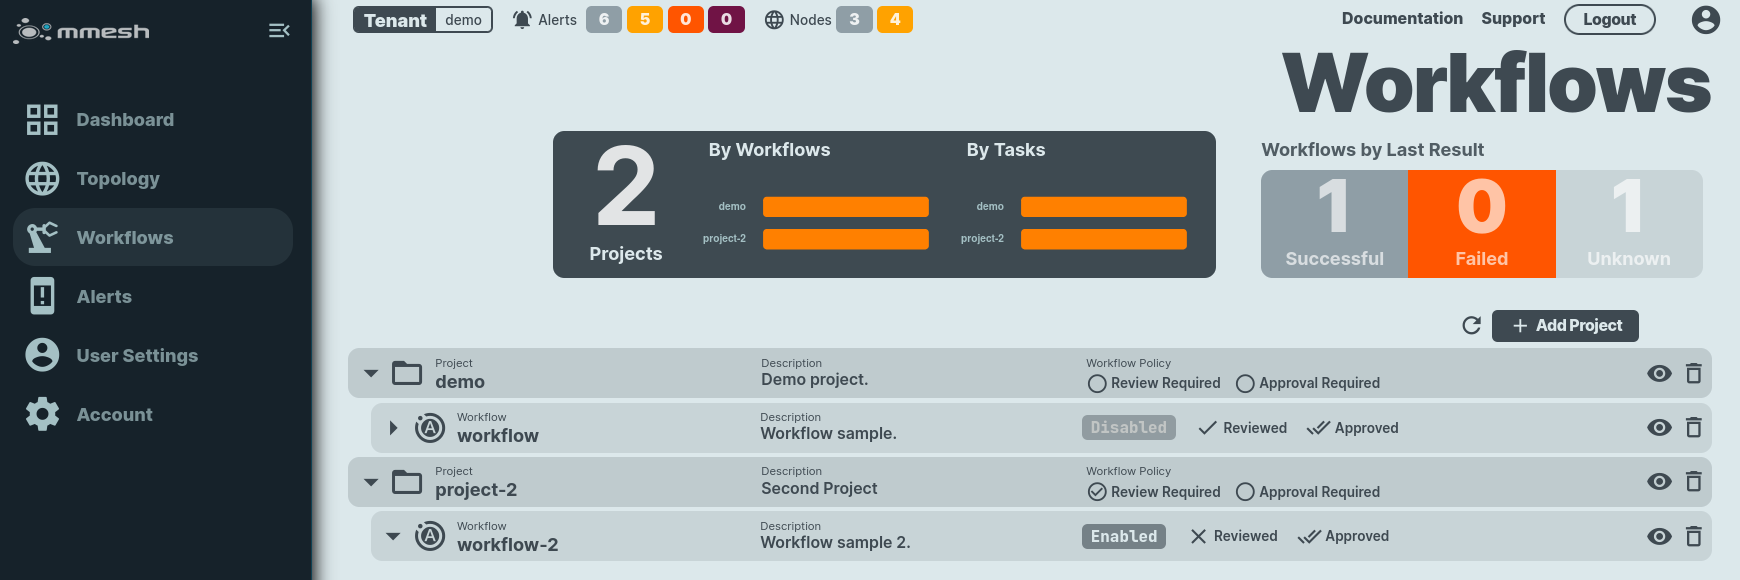 mmesh
Dashboard
Topology
Workflows
Alerts
User Settings
Account
Tenant demo Alerts 6 5 0 0 Nodes 3 4 Documentation Support Logout
Workflows
2
Projects
By Workflows
demo
project-2
By Tasks
demo
project-2
Workflows by Last Result
1 0 1
Successful Failed Unknown
Add Project
Project Description Workflow Policy
demo Demo project. Review Required Approval Required
Workflow Description
workflow Workflow sample. Disabled Reviewed Approved
Project Description Workflow Policy
project-2 Second Project Review Required Approval Required
Workflow Description
workflow-2 Workflow sample 2. Enabled Reviewed Approved